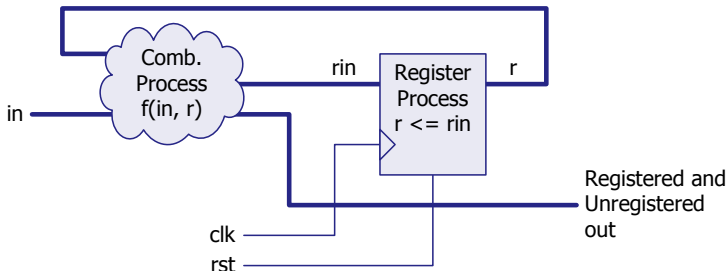 Comb.
Process
f(in, r)
in
rin
Register
Process
r <= rin
r
Registered and
Unregistered
out
clk
rst